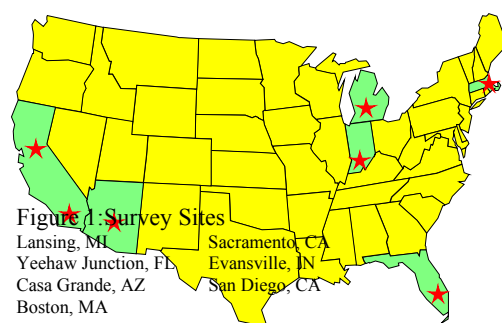 Figure 1:Survey Sites
Lansing, MI Sacramento, CA
Yeehaw Junction, FL Evansville, IN
Casa Grande, AZ San Diego, CA
Boston, MA